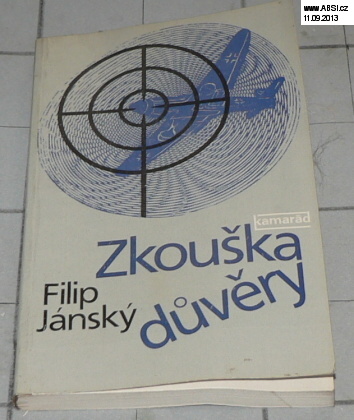 www.ABSI.cz
11.09.2013
kamarád
Zkouška
důvěry
Filip
Jánský